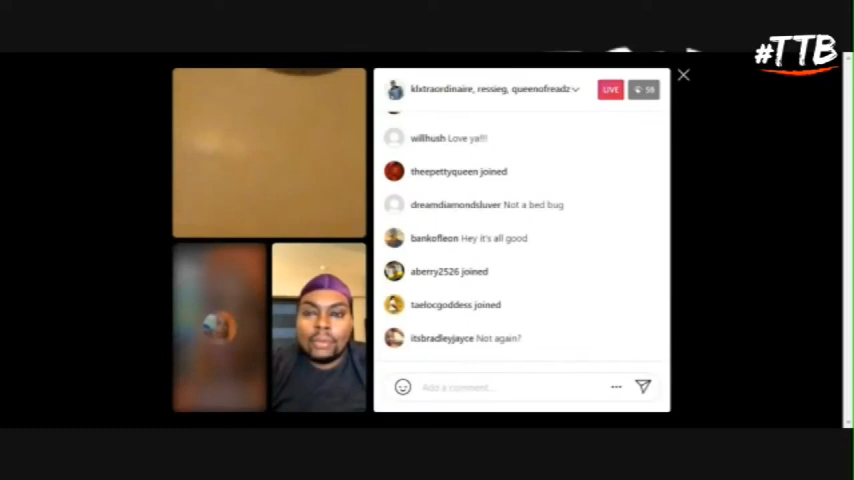 #TTB
klxtraordinaire, ressieg, queenofreadz
LIVE
58
willhush Love ya!!!
theepettyqueen joined
dreamdiamondsluver Not a bed bug
bankofleon Hey it's all good
aberry2526 joined
taelocgoddess joined
itsbradleyjayce Not again?
Add a comment...